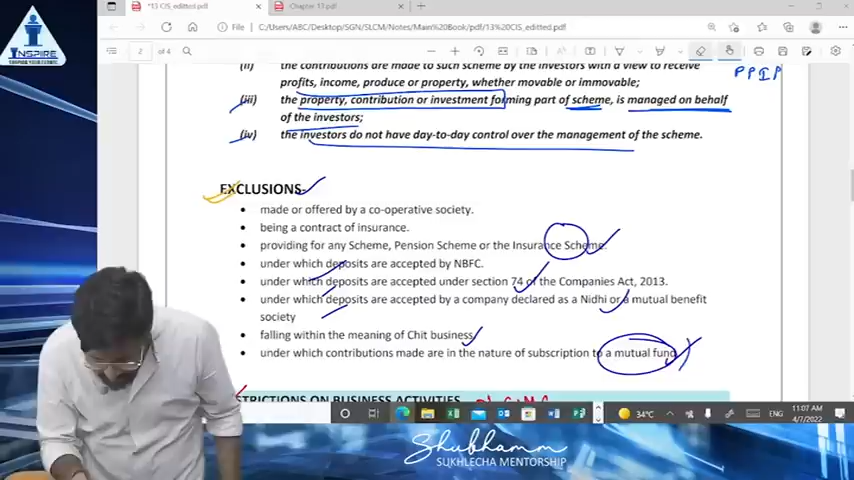 *13 CIS_editted.pdf
Chapter 11.pdf
File
C:/Users/ABC/Desktop/SGN/SLCM/Notes/Main%20Book/pdf/13%20CIS_editted.pdf
2 of 4
(ii) the contributions are made to such scheme by the investors with a view to receive
PPIP
profits, income, produce or property, whether movable or immovable;
(iii) the property, contribution or investment forming part of scheme, is managed on behalf
of the investors;
(iv) the investors do not have day-to-day control over the management of the scheme.
EXCLUSIONS-
• made or offered by a co-operative society.
• being a contract of insurance.
• providing for any Scheme, Pension Scheme or the Insurance Scheme.
• under which deposits are accepted by NBFC.
• under which deposits are accepted under section 74 of the Companies Act, 2013.
• under which deposits are accepted by a company declared as a Nidhi or a mutual benefit
society
• falling within the meaning of Chit business
• under which contributions made are in the nature of subscription to a mutual fund
STRICTIONS ON BUSINESS ACTIVITIES
34°C
ENG
11:07 AM
4/7/2022
INSPIRE
Shubhamm
SUKHLECHA MENTORSHIP